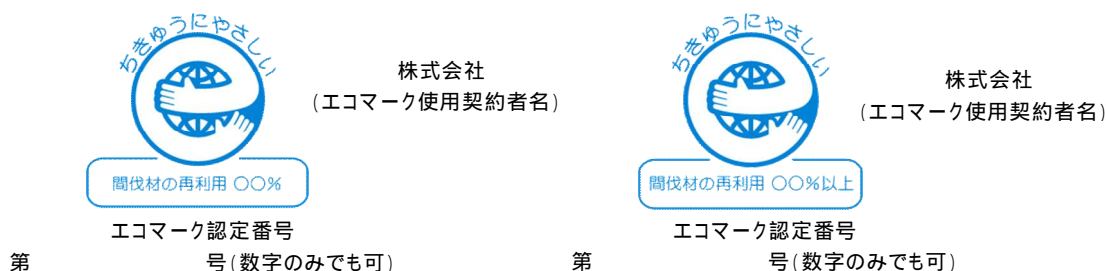 ちきゅうにやさしい
株式会社
(エコマーク使用契約者名)
間伐材の再利用 〇〇%
エコマーク認定番号
第 号(数字のみでも可)
ちきゅうにやさしい
株式会社
(エコマーク使用契約者名)
間伐材の再利用 〇〇%以上
エコマーク認定番号
第 号(数字のみでも可)